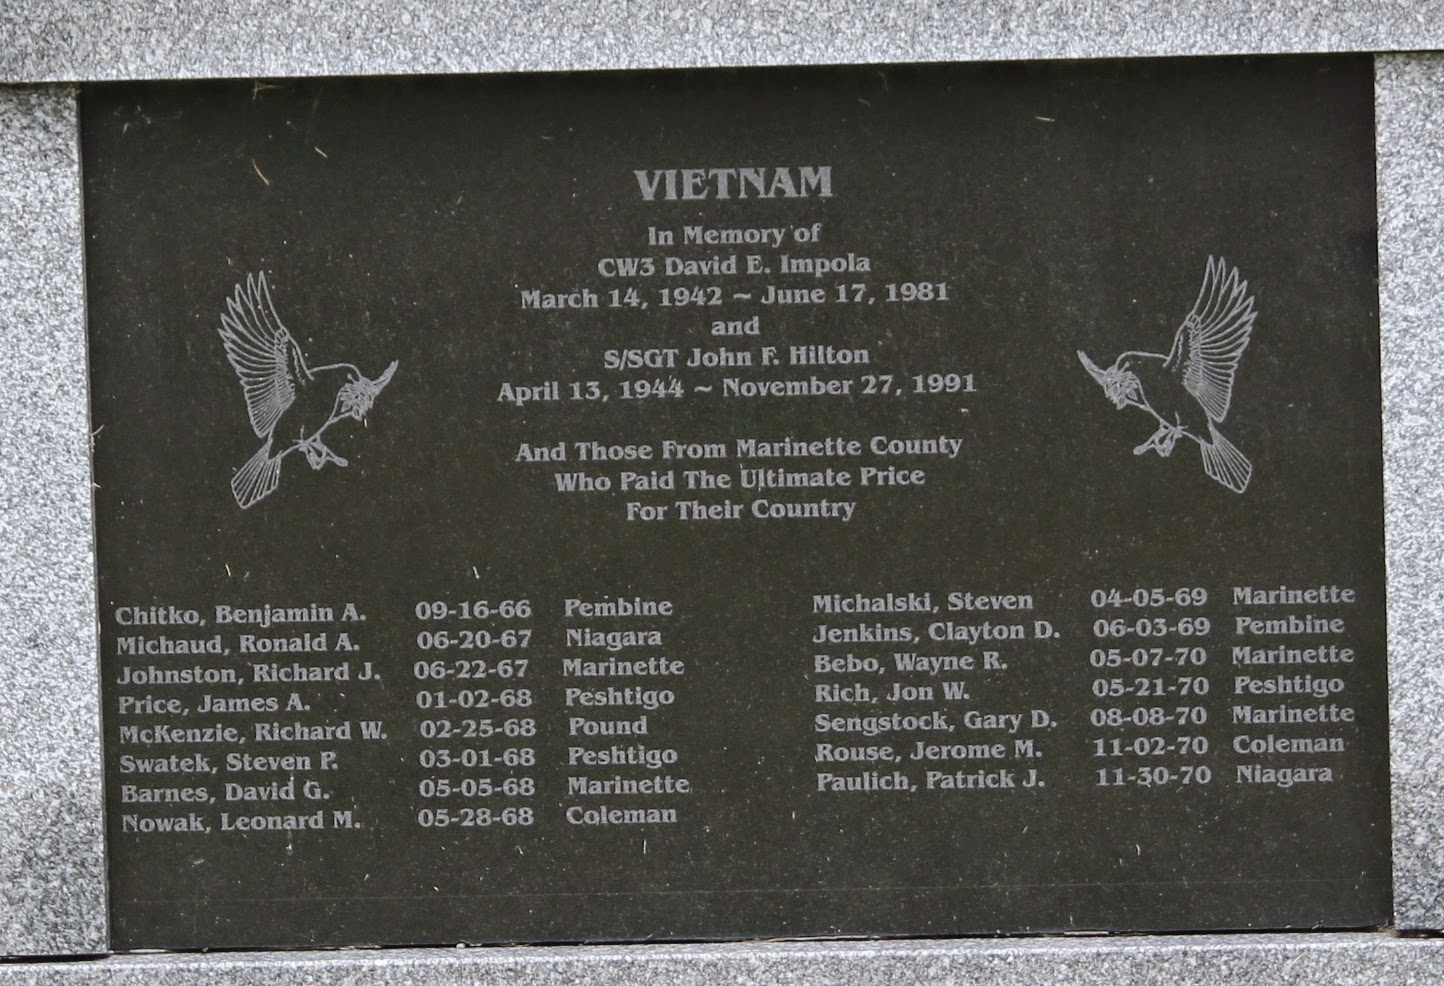 VIETNAM
In Memory of
CW3 David E. Impola
March 14, 1942 ~ June 17, 1981
and
S/SGT John F. Hilton
April 13, 1944 ~ November 27, 1991
And Those From Marinette County
Who Paid The Ultimate Price
For Their Country
Chitko, Benjamin A. 09-16-66 Pembine
Michaud, Ronald A. 06-20-67 Niagara
Johnston, Richard J. 06-22-67 Marinette
Price, James A. 01-02-68 Peshtigo
McKenzie, Richard W. 02-25-68 Pound
Swatek, Steven P. 03-01-68 Peshtigo
Barnes, David G. 05-05-68 Marinette
Nowak, Leonard M. 05-28-68 Coleman
Michalski, Steven 04-05-69 Marinette
Jenkins, Clayton D. 06-03-69 Pembine
Bebo, Wayne R. 05-07-70 Marinette
Rich, Jon W. 05-21-70 Peshtigo
Sengstock, Gary D. 08-08-70 Marinette
Rouse, Jerome M. 11-02-70 Coleman
Paulich, Patrick J. 11-30-70 Niagara